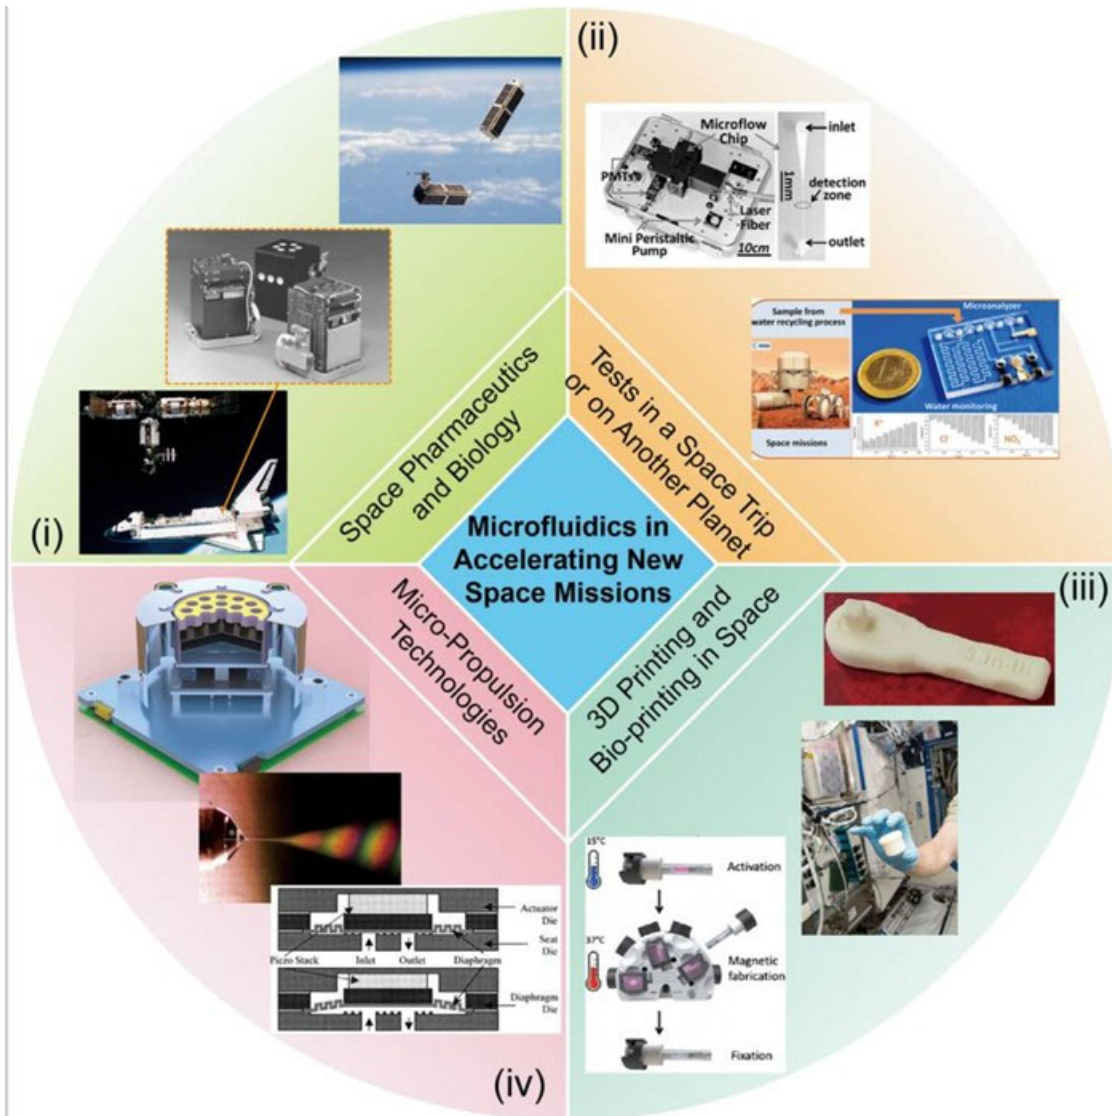 (i)
Space Pharmaceutics
and Biology
(ii)
Microflow
Chip
PMTs
Laser
Fiber
Mini Peristaltic
Pump
10cm
inlet
1mm
detection
zone
outlet
Sample from
water recycling process
Microanalyzer
Space missions
Water monitoring
K⁺
Cl⁻
NO₃⁻
Tests in a Space Trip
or on Another Planet
Microfluidics in
Accelerating New
Space Missions
Micro-Propulsion
Technologies
3D Printing and
Bio-printing in Space
(iii)
15°C
Activation
37°C
Magnetic
fabrication
Fixation
Actuator
Die
Seat
Die
Piezo Stack
Inlet
Outlet
Diaphragm
Diaphragm
Die
(iv)